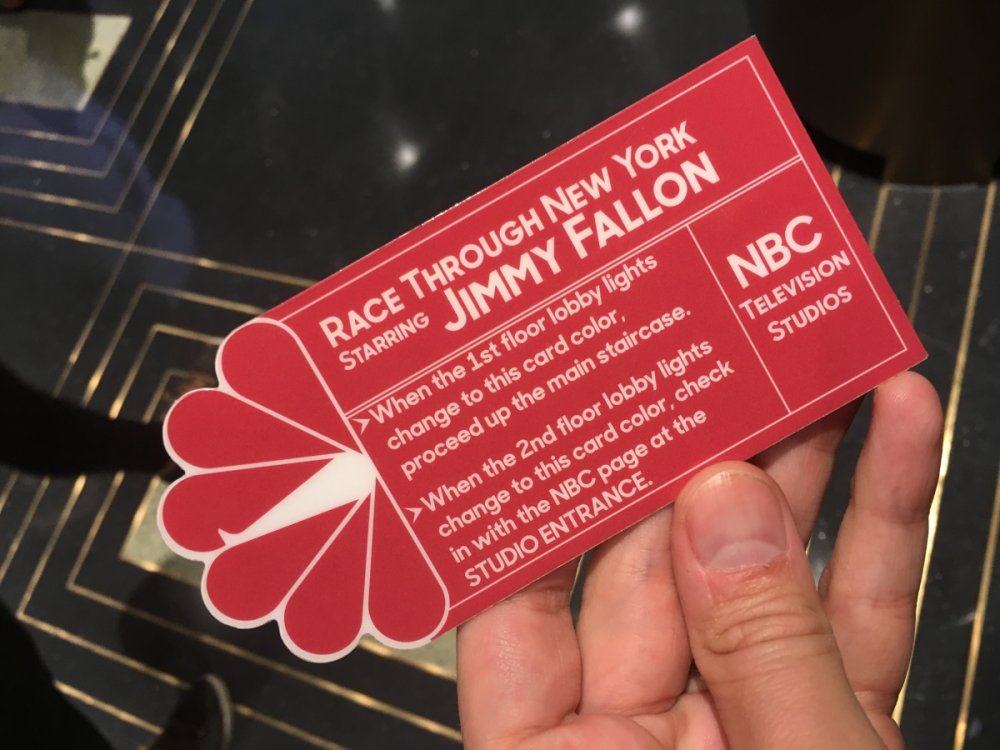 RACE THROUGH NEW YORK
STARRING JIMMY FALLON
➤When the 1st floor lobby lights
change to this card color,
proceed up the main staircase.
➤When the 2nd floor lobby lights
change to this card color, check
in with the NBC page at the
STUDIO ENTRANCE.
NBC
TELEVISION
STUDIOS